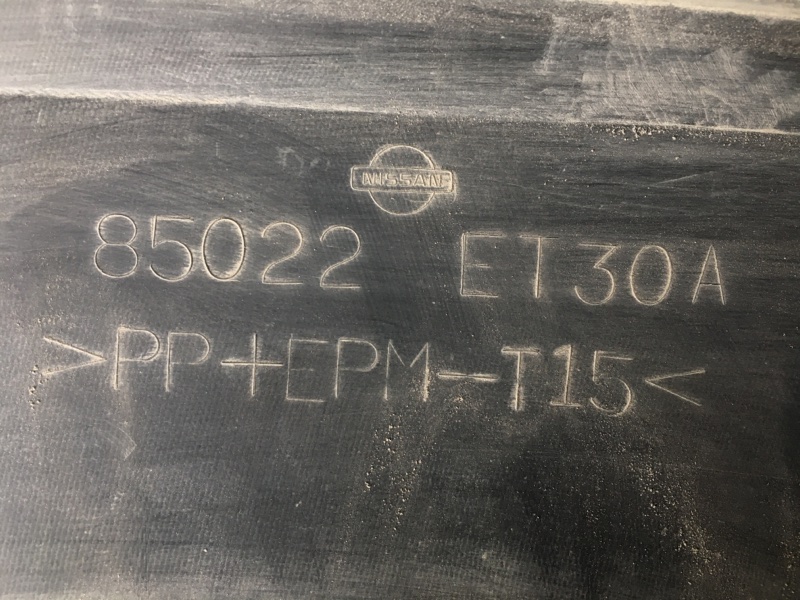 NISSAN
85022 ET30A
>PP+EPM-T15<